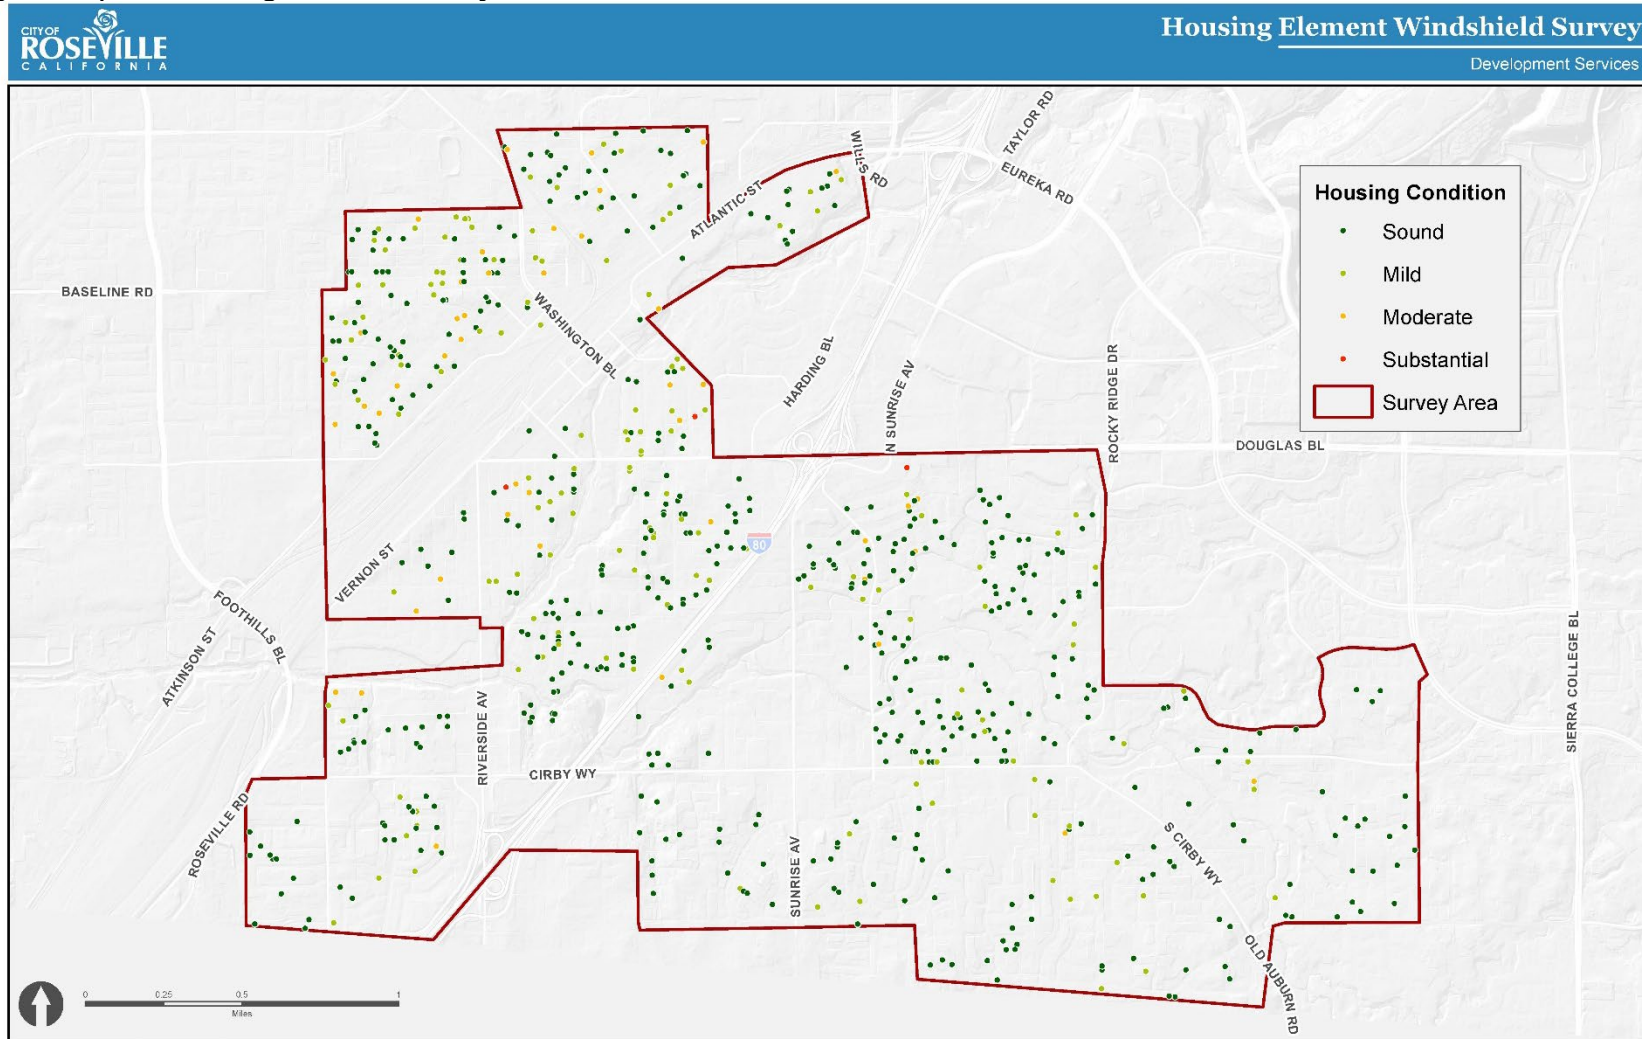 CITY OF
ROSEVILLE
CALIFORNIA
Housing Element Windshield Survey
Development Services
TAYLOR RD
WILLS RD
EUREKA RD
ATLANTIC ST
Housing Condition
Sound
Mild
Moderate
Substantial
Survey Area
BASELINE RD
WASHINGTON BL
HARDING BL
N SUNRISE AV
ROCKY RIDGE DR
DOUGLAS BL
80
VERNON ST
FOOTHILLS BL
ATKINSON ST
SIERRA COLLEGE BL
RIVERSIDE AV
CIRBY WY
ROSEVILLE RD
SUNRISE AV
S CIRBY WY
OLD AUBURN RD
0 0.25 0.5 1
Miles